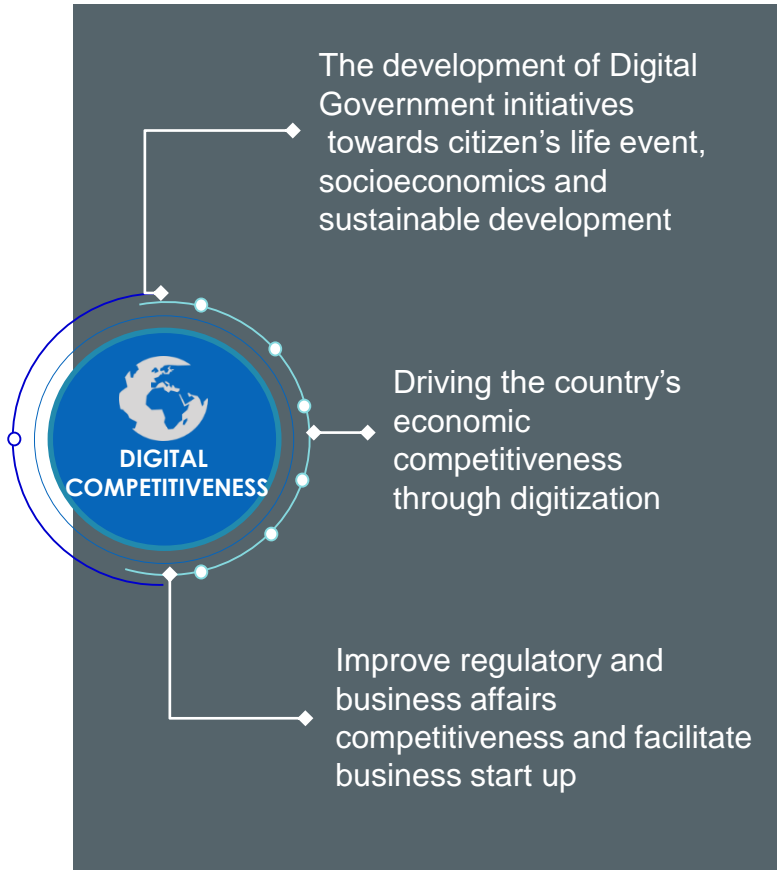 The development of Digital
Government initiatives
towards citizen’s life event,
socioeconomics and
sustainable development
DIGITAL
COMPETITIVENESS
Driving the country’s
economic
competitiveness
through digitization
Improve regulatory and
business affairs
competitiveness and facilitate
business start up